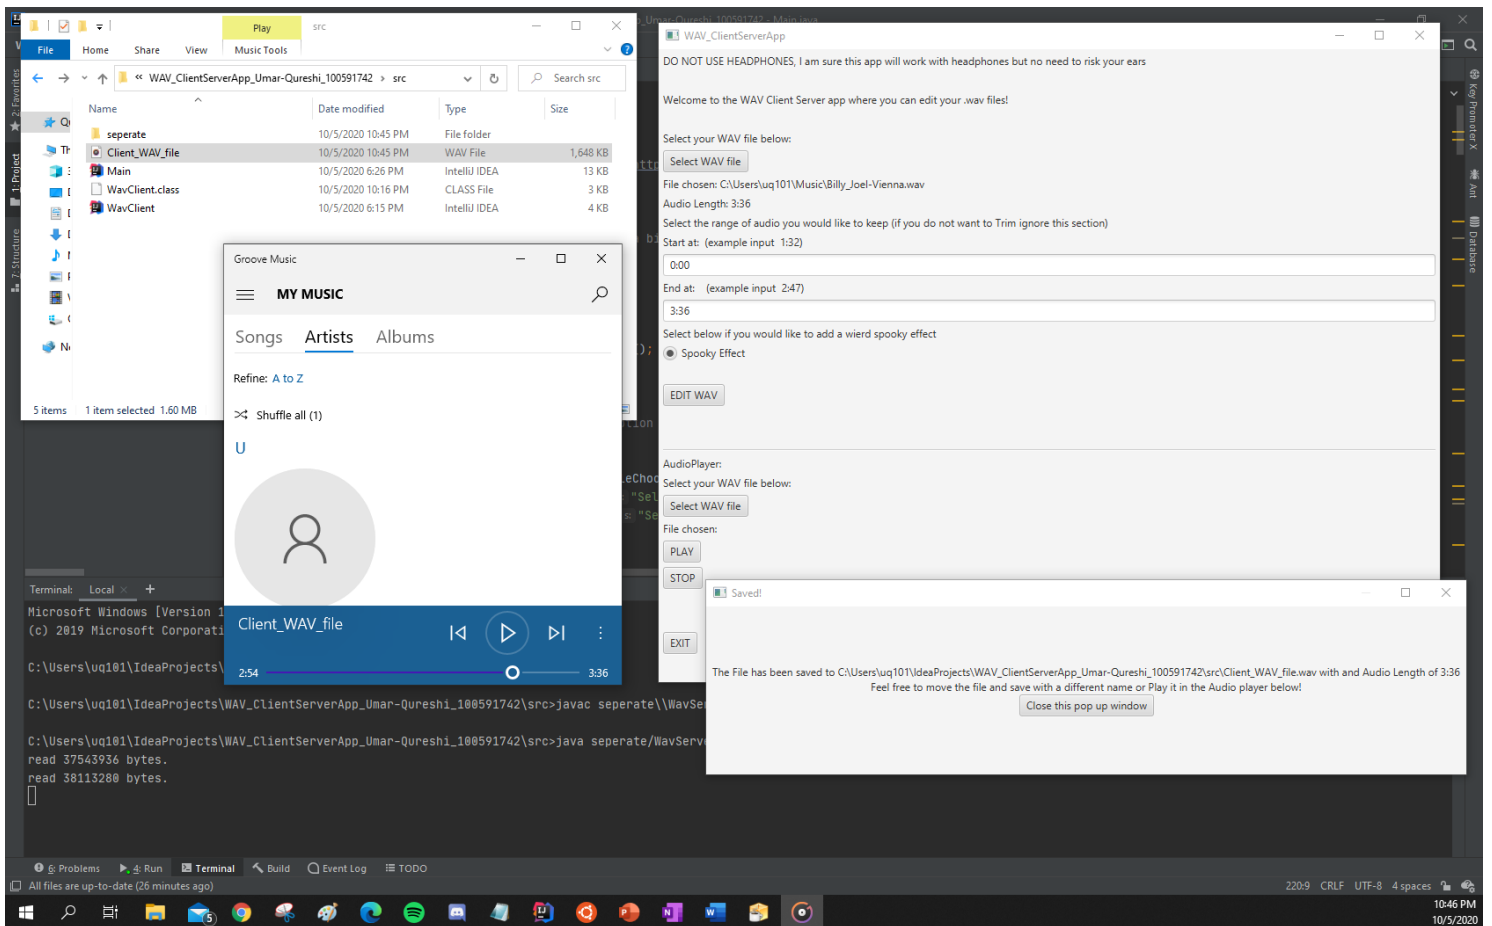 Play
src
File
Home
Share
View
Music Tools
« WAV_ClientServerApp_Umar-Qureshi_100591742 › src
Search src
Name
Date modified
Type
Size
seperate
10/5/2020 10:45 PM
File folder
Client_WAV_file
10/5/2020 10:45 PM
WAV File
1,648 KB
Main
10/5/2020 6:26 PM
IntelliJ IDEA
13 KB
WavClient.class
10/5/2020 10:16 PM
CLASS File
3 KB
WavClient
10/5/2020 6:15 PM
IntelliJ IDEA
4 KB
5 items
1 item selected 1.60 MB
Groove Music
MY MUSIC
Songs
Artists
Albums
Refine: A to Z
Shuffle all (1)
U
Client_WAV_file
2:54
3:36
_Umar-Qureshi_100591742 - Main.java
WAV_ClientServerApp
DO NOT USE HEADPHONES, I am sure this app will work with headphones but no need to risk your ears
Welcome to the WAV Client Server app where you can edit your .wav files!
Select your WAV file below:
Select WAV file
File chosen: C:\Users\uq101\Music\Billy_Joel-Vienna.wav
Audio Length: 3:36
Select the range of audio you would like to keep (if you do not want to Trim ignore this section)
Start at: (example input 1:32)
0:00
End at: (example input 2:47)
3:36
Select below if you would like to add a wierd spooky effect
Spooky Effect
EDIT WAV
AudioPlayer:
Select your WAV file below:
Select WAV file
File chosen:
PLAY
STOP
EXIT
Saved!
The File has been saved to C:\Users\uq101\IdeaProjects\WAV_ClientServerApp_Umar-Qureshi_100591742\src\Client_WAV_file.wav with and Audio Length of 3:36
Feel free to move the file and save with a different name or Play it in the Audio player below!
Close this pop up window
2: Favorites
1: Project
7: Structure
Key Promoter X
Ant
Database
Terminal:
Local
Microsoft Windows [Version 1
(c) 2019 Microsoft Corporati
C:\Users\uq101\IdeaProjects\
C:\Users\uq101\IdeaProjects\WAV_ClientServerApp_Umar-Qureshi_100591742\src>javac seperate\\WavSe
C:\Users\uq101\IdeaProjects\WAV_ClientServerApp_Umar-Qureshi_100591742\src>java seperate/WavServ
read 37543936 bytes.
read 38113280 bytes.
6: Problems
4: Run
Terminal
Build
Event Log
TODO
All files are up-to-date (26 minutes ago)
220:9 CRLF UTF-8 4 spaces
5
10:46 PM
10/5/2020